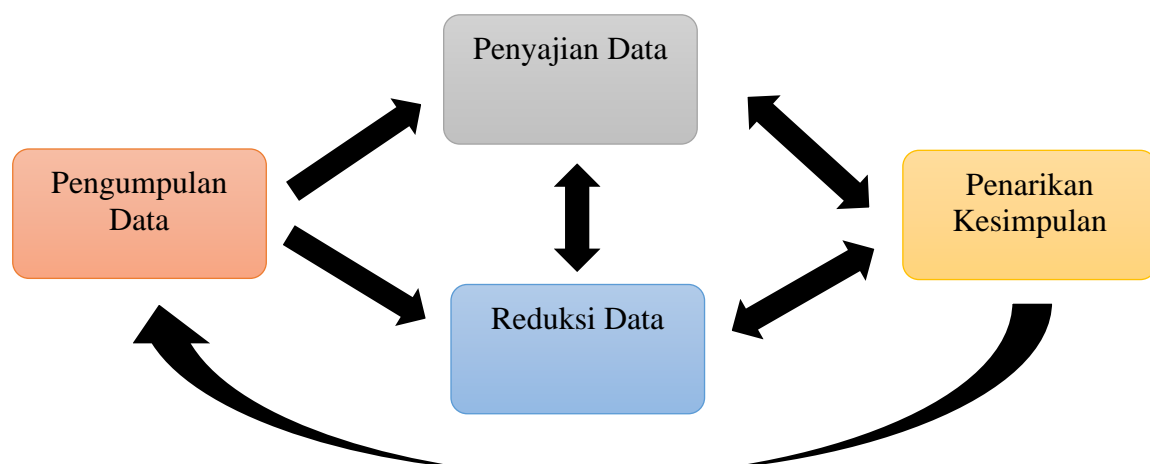 Penyajian Data
Pengumpulan
Data
Penarikan
Kesimpulan
Reduksi Data